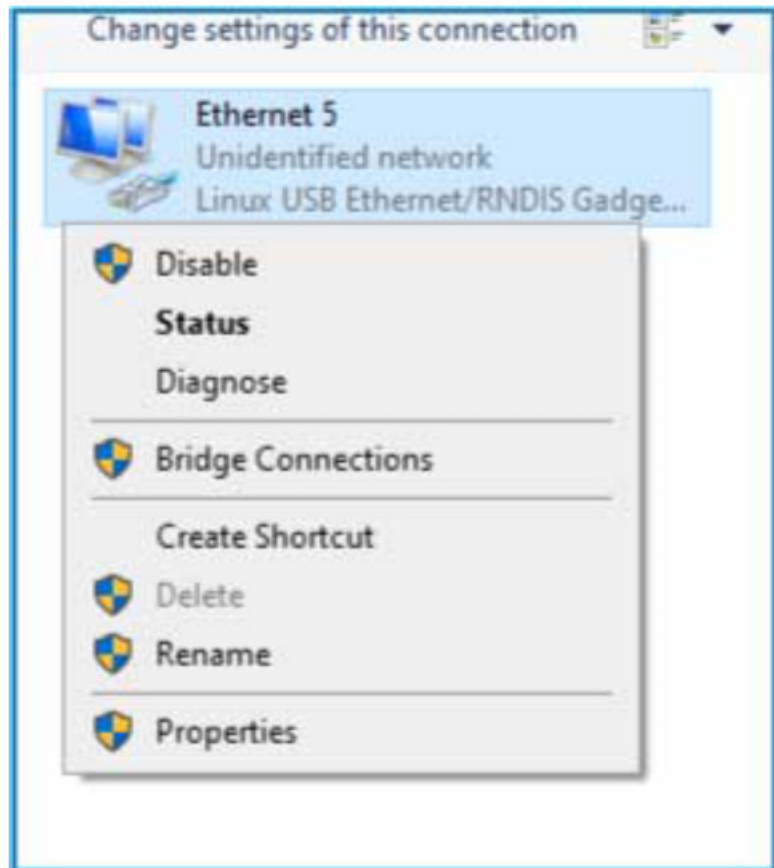 Change settings of this connection
Ethernet 5
Unidentified network
Linux USB Ethernet/RNDIS Gadge...
Disable
Status
Diagnose
Bridge Connections
Create Shortcut
Delete
Rename
Properties